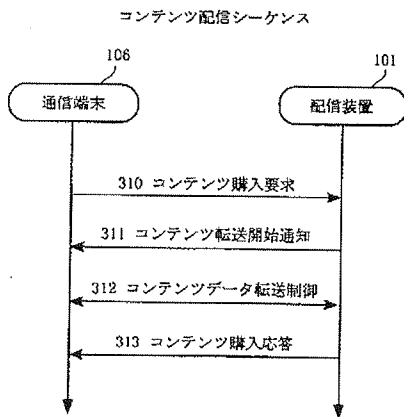 コンテンツ配信シーケンス
106
101
通信端末
配信装置
310 コンテンツ購入要求
311 コンテンツ転送開始通知
312 コンテンツデータ転送制御
313 コンテンツ購入応答